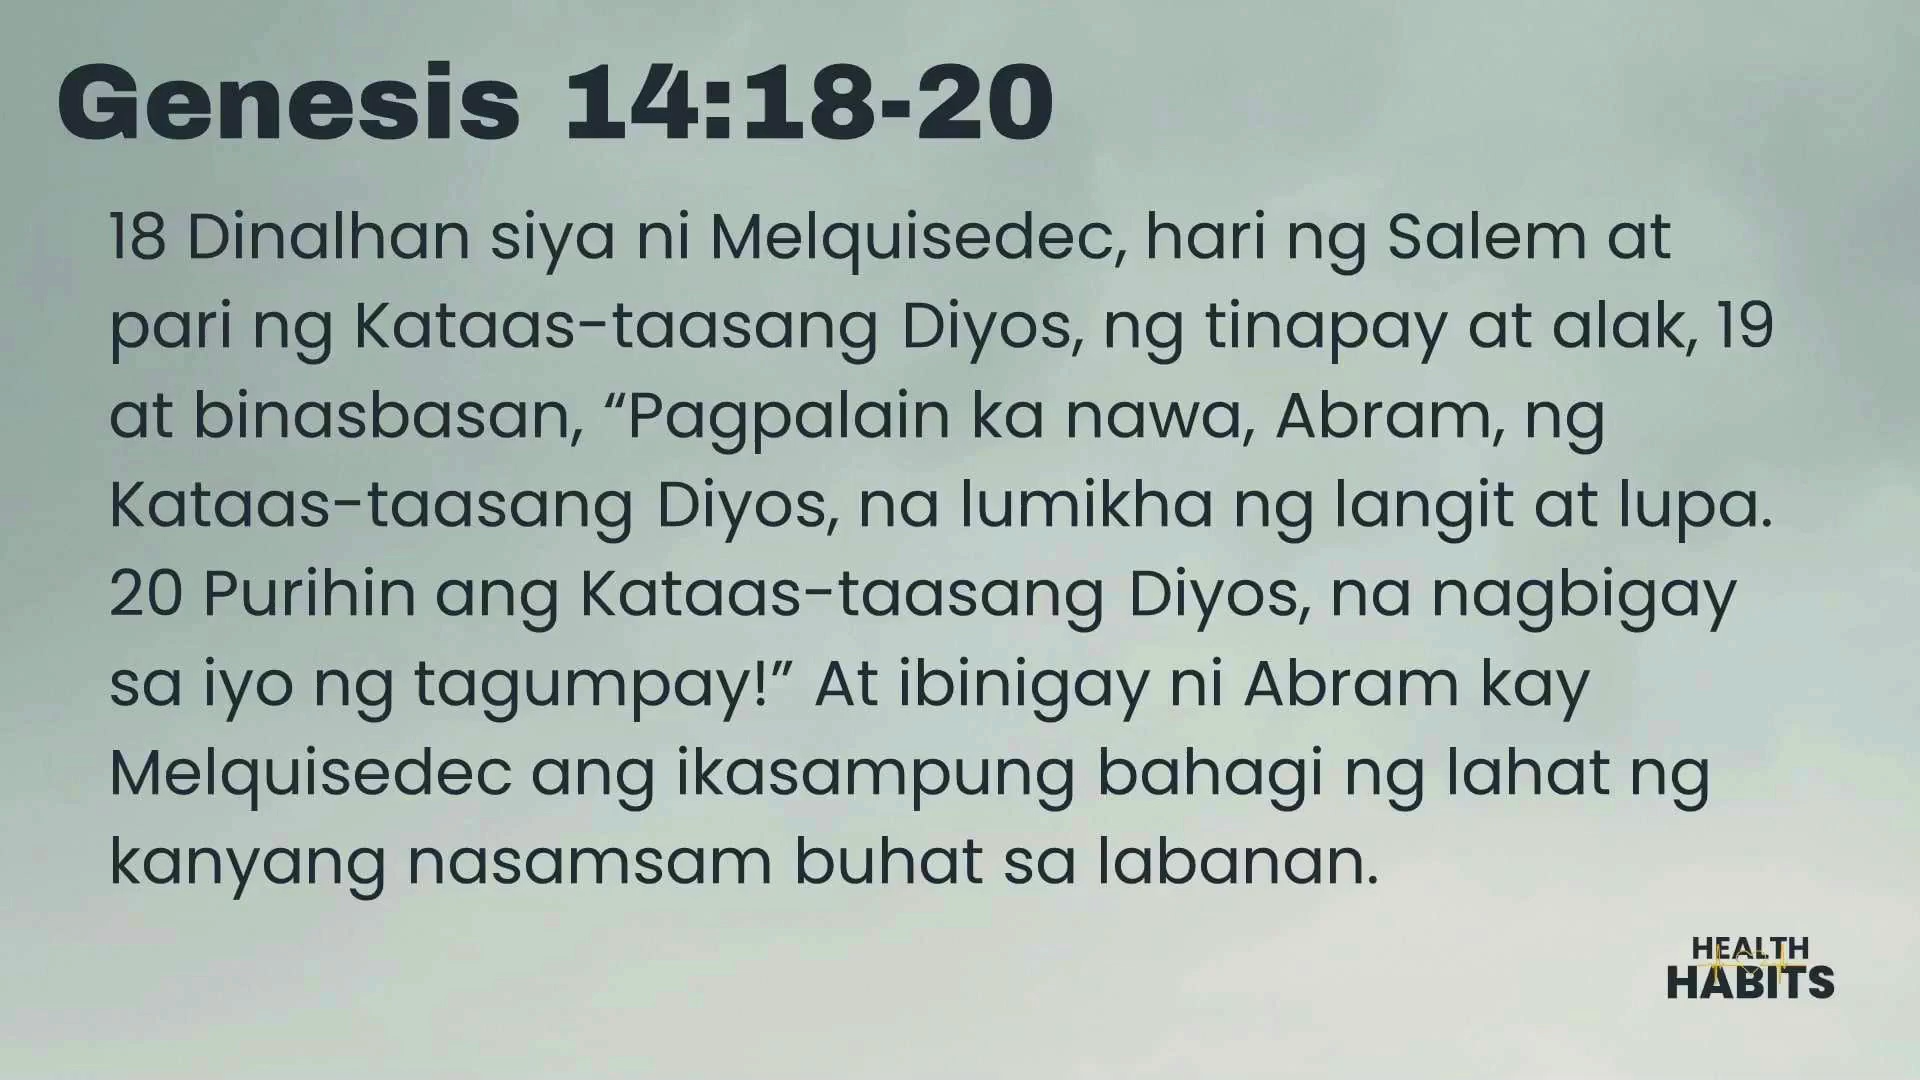 Genesis 14:18-20
18 Dinalhan siya ni Melquisedec, hari ng Salem at
pari ng Kataas-taasang Diyos, ng tinapay at alak, 19
at binasbasan, “Pagpalain ka nawa, Abram, ng
Kataas-taasang Diyos, na lumikha ng langit at lupa.
20 Purihin ang Kataas-taasang Diyos, na nagbigay
sa iyo ng tagumpay!” At ibinigay ni Abram kay
Melquisedec ang ikasampung bahagi ng lahat ng
kanyang nasamsam buhat sa labanan.
HEALTH
HABITS